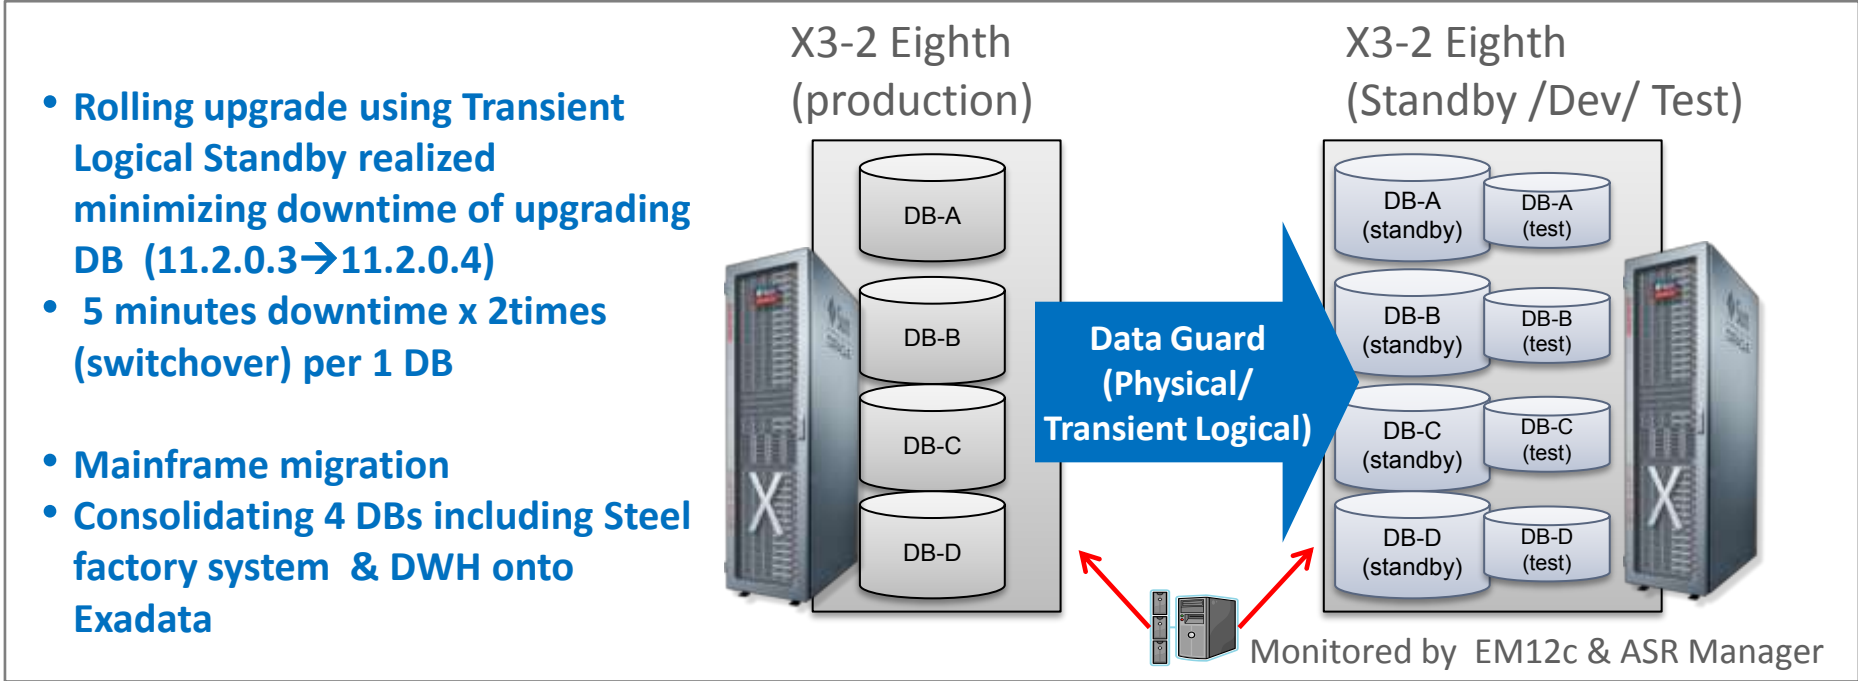 • Rolling upgrade using Transient
Logical Standby realized
minimizing downtime of upgrading
DB (11.2.0.3→11.2.0.4)
• 5 minutes downtime x 2times
(switchover) per 1 DB
• Mainframe migration
• Consolidating 4 DBs including Steel
factory system & DWH onto
Exadata
X3-2 Eighth
(production)
DB-A
DB-B
DB-C
DB-D
X
Data Guard
(Physical/
Transient Logical)
X3-2 Eighth
(Standby /Dev/ Test)
DB-A
(standby)
DB-A
(test)
DB-B
(standby)
DB-B
(test)
DB-C
(standby)
DB-C
(test)
DB-D
(standby)
DB-D
(test)
X
Monitored by EM12c & ASR Manager